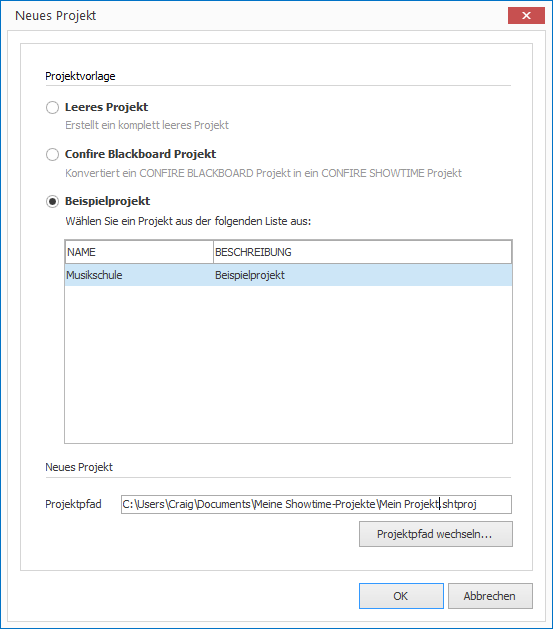 Neues Projekt
Projektvorlage
Leeres Projekt
Erstellt ein komplett leeres Projekt
Confire Blackboard Projekt
Konvertiert ein CONFIRE BLACKBOARD Projekt in ein CONFIRE SHOWTIME Projekt
Beispielprojekt
Wählen Sie ein Projekt aus der folgenden Liste aus:
NAME BESCHREIBUNG
Musikschule Beispielprojekt
Neues Projekt
Projektpfad C:\Users\Craig\Documents\Meine Showtime-Projekte\Mein Projekt.shtproj
Projektpfad wechseln...
OK Abbrechen